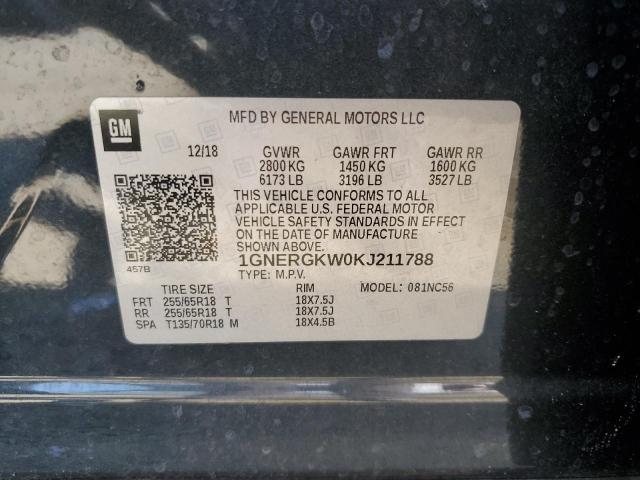 GM
MFD BY GENERAL MOTORS LLC
12/18 GVWR GAWR FRT GAWR RR
2800 KG 1450 KG 1600 KG
6173 LB 3196 LB 3527 LB
THIS VEHICLE CONFORMS TO ALL
APPLICABLE U.S. FEDERAL MOTOR
VEHICLE SAFETY STANDARDS IN EFFECT
ON THE DATE OF MANUFACTURE
SHOWN ABOVE.
457B
1GNERGKW0KJ211788
TYPE: M.P.V.
TIRE SIZE RIM MODEL: 081NC56
FRT 255/65R18 T 18X7.5J
RR 255/65R18 T 18X7.5J
SPA T135/70R18 M 18X4.5B